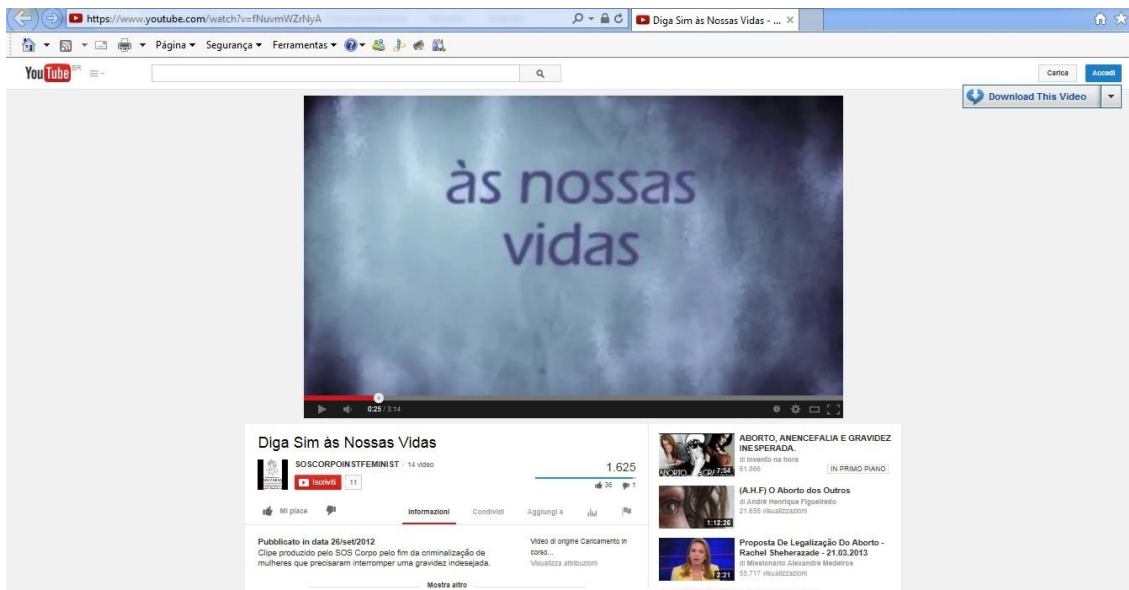 https://www.youtube.com/watch?v=fNuvmWZrNyA
Diga Sim às Nossas Vidas - ...
Página Segurança Ferramentas
YouTube BR
Carica Accedi
Download This Video
às nossas
vidas
0:25 / 3:14
Diga Sim às Nossas Vidas
SOSCORPOINSTFEMINIST · 14 video
Iscriviti 11
1.625
36 1
Mi piace
Informazioni Condividi Aggiungi a
Pubblicato in data 26/set/2012
Clipe produzido pelo SOS Corpo pelo fim da criminalização de
mulheres que precisaram interromper uma gravidez indesejada.
Video di origine Caricamento in
corso...
Visualizza attribuzioni
Mostra altro
ABORTO
7:54
ABORTO, ANENCEFALIA E GRAVIDEZ
INESPERADA.
di Invento na hora
61.866
IN PRIMO PIANO
1:12:26
(A.H.F) O Aborto dos Outros
di André Henrique Figueiredo
21.655 visualizzazioni
2:21
Proposta De Legalização Do Aborto -
Rachel Sheherazade - 21.03.2013
di Missionário Alexandre Medeiros
55.717 visualizzazioni